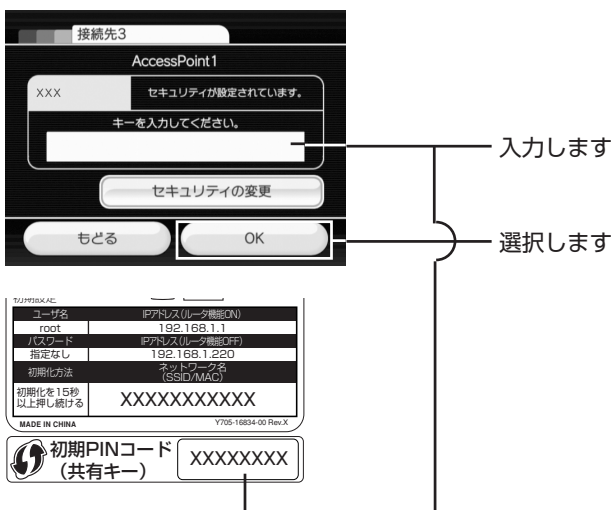 接続先3
AccessPoint1
XXX
セキュリティが設定されています。
キーを入力してください。
入力します
セキュリティの変更
もどる
OK
選択します
初期設定
ユーザ名
IPアドレス(ルータ機能ON)
root
192.168.1.1
パスワード
IPアドレス(ルータ機能OFF)
指定なし
192.168.1.220
初期化方法
ネットワーク名
(SSID/MAC)
初期化を15秒
以上押し続ける
XXXXXXXXXXX
MADE IN CHINA
Y705-16834-00 Rev.X
初期PINコード
(共有キー)
XXXXXXXX